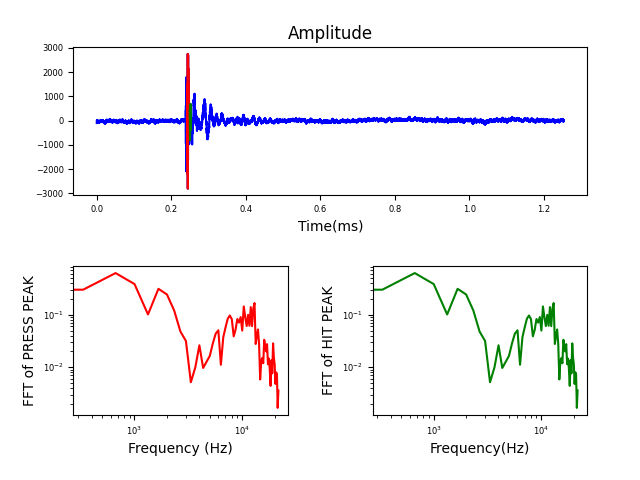 Amplitude
3000
2000
1000
0
−1000
−2000
−3000
0.0 0.2 0.4 0.6 0.8 1.0 1.2
Time(ms)
FFT of PRESS PEAK
10⁻¹
10⁻²
10³ 10⁴
Frequency (Hz)
FFT of HIT PEAK
10⁻¹
10⁻²
10³ 10⁴
Frequency(Hz)